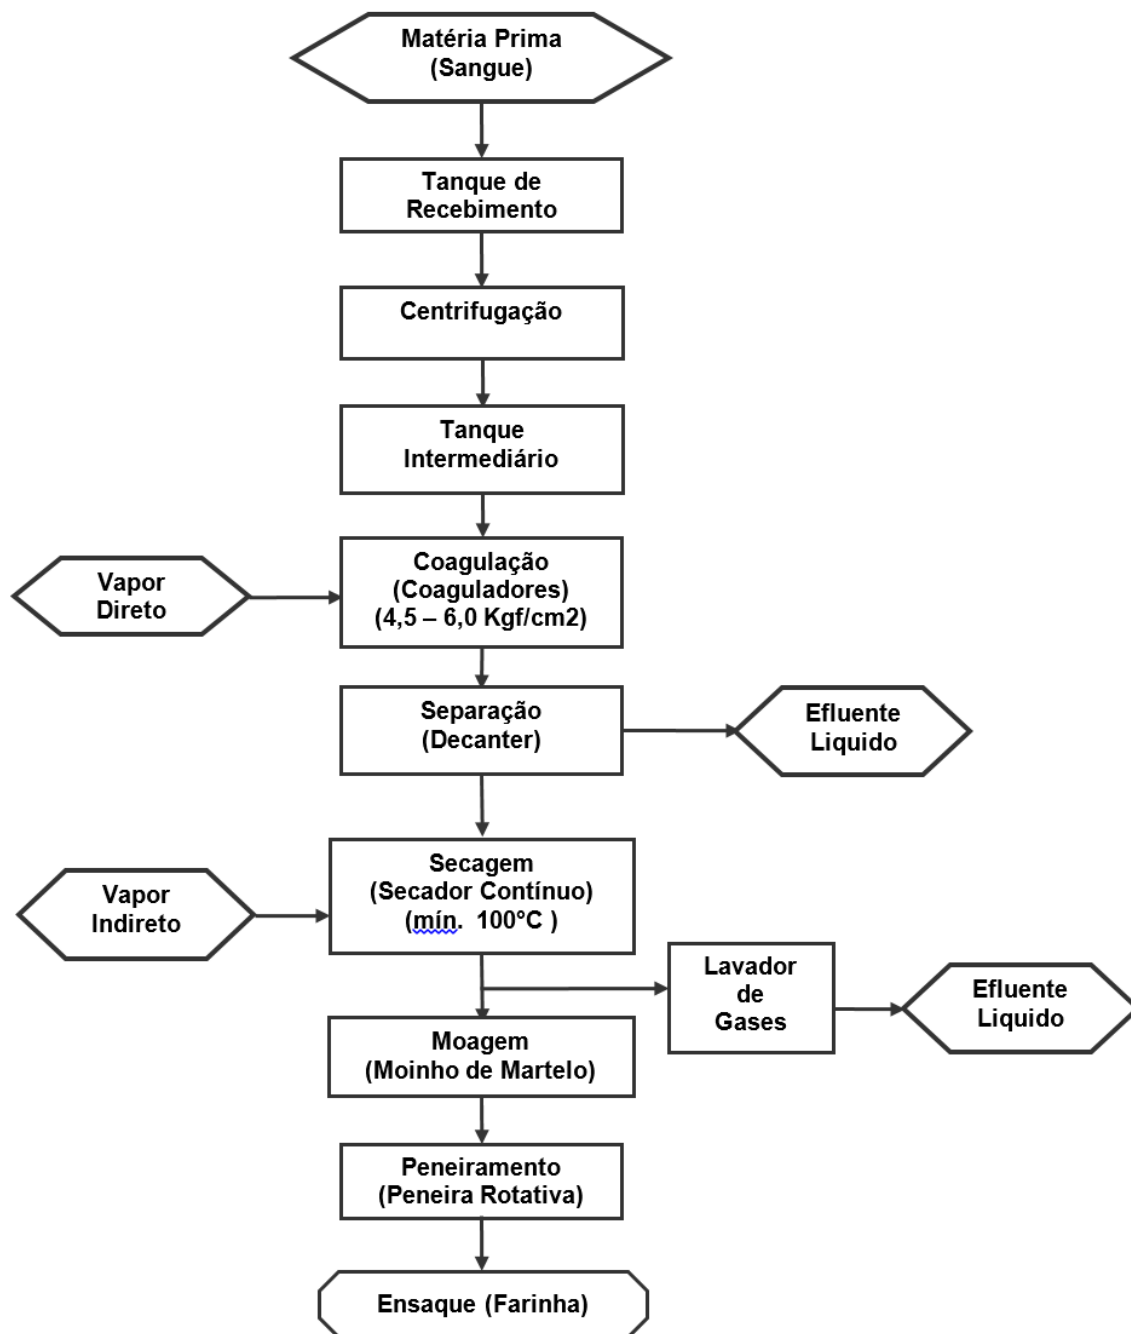 Matéria Prima
(Sangue)
Tanque de
Recebimento
Centrifugação
Tanque
Intermediário
Vapor
Direto
Coagulação
(Coaguladores)
(4,5 – 6,0 Kgf/cm2)
Separação
(Decanter)
Efluente
Liquido
Vapor
Indireto
Secagem
(Secador Contínuo)
(mín. 100°C )
Lavador
de
Gases
Efluente
Liquido
Moagem
(Moinho de Martelo)
Peneiramento
(Peneira Rotativa)
Ensaque (Farinha)